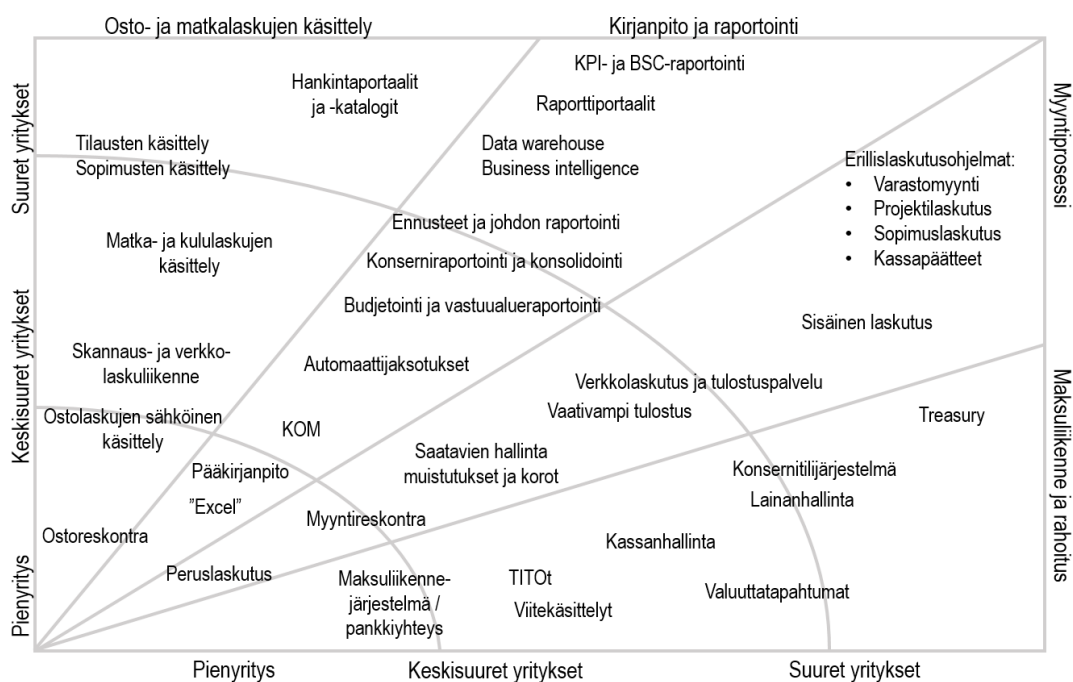 Osto- ja matkalaskujen käsittely
Kirjanpito ja raportointi
KPI- ja BSC-raportointi
Hankintaportaalit
ja -katalogit
Raporttiportaalit
Suuret yritykset
Myyntiprosessi
Tilausten käsittely
Sopimusten käsittely
Data warehouse
Business intelligence
Erillislaskutusohjelmat:
• Varastomyynti
• Projektilaskutus
• Sopimuslaskutus
• Kassapäätteet
Ennusteet ja johdon raportointi
Matka- ja kululaskujen
käsittely
Konserniraportointi ja konsolidointi
Budjetointi ja vastuualueraportointi
Keskisuuret yritykset
Sisäinen laskutus
Skannaus- ja verkko-
laskuliikenne
Automaattijaksotukset
Verkkolaskutus ja tulostuspalvelu
Vaativampi tulostus
Maksuliikenne ja rahoitus
Treasury
Ostolaskujen sähköinen
käsittely
KOM
Saatavien hallinta
muistutukset ja korot
Pääkirjanpito
Konsernitilijärjestelmä
Lainanhallinta
”Excel”
Myyntireskontra
Ostoreskontra
Kassanhallinta
Pienyritys
Peruslaskutus
Maksuliikenne-
järjestelmä /
pankkiyhteys
TITOt
Viitekäsittelyt
Valuuttatapahtumat
Pienyritys
Keskisuuret yritykset
Suuret yritykset